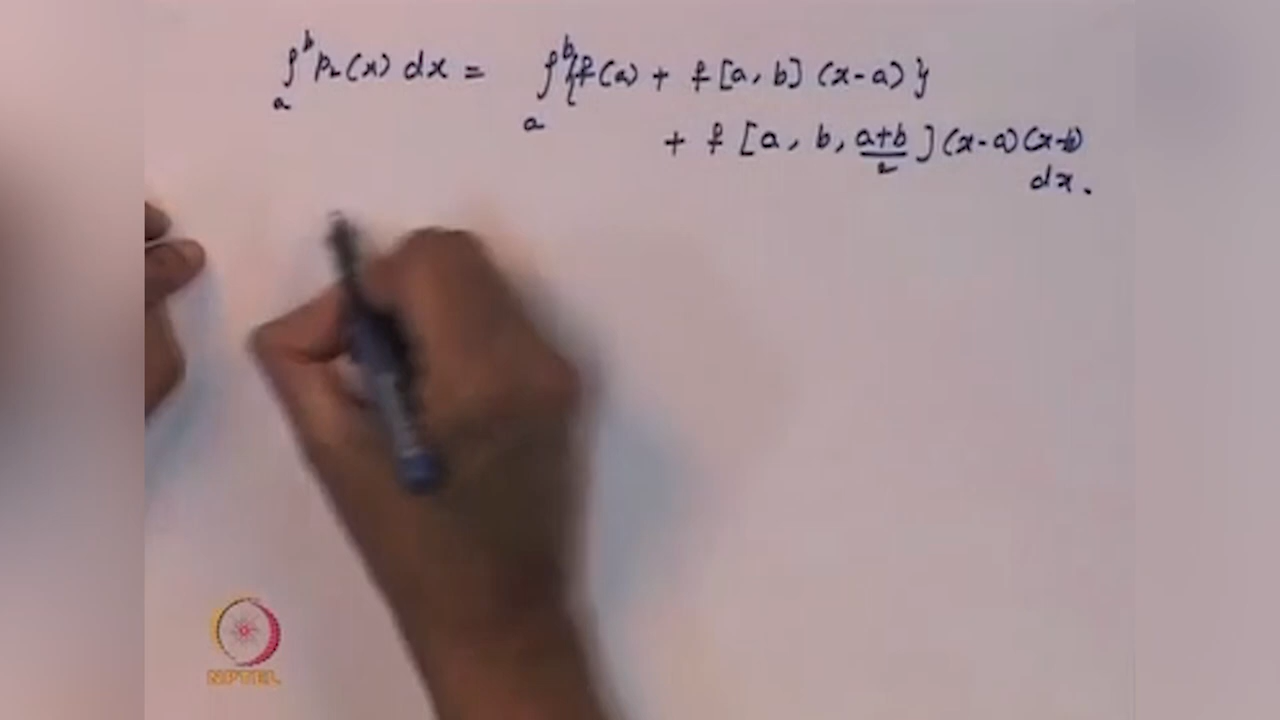 ∫_a^b p₂(x) dx = ∫_a^b {f(a) + f[a, b] (x-a)}
+ f [a, b, (a+b)/2] (x-a)(x-b)
dx.
NPTEL